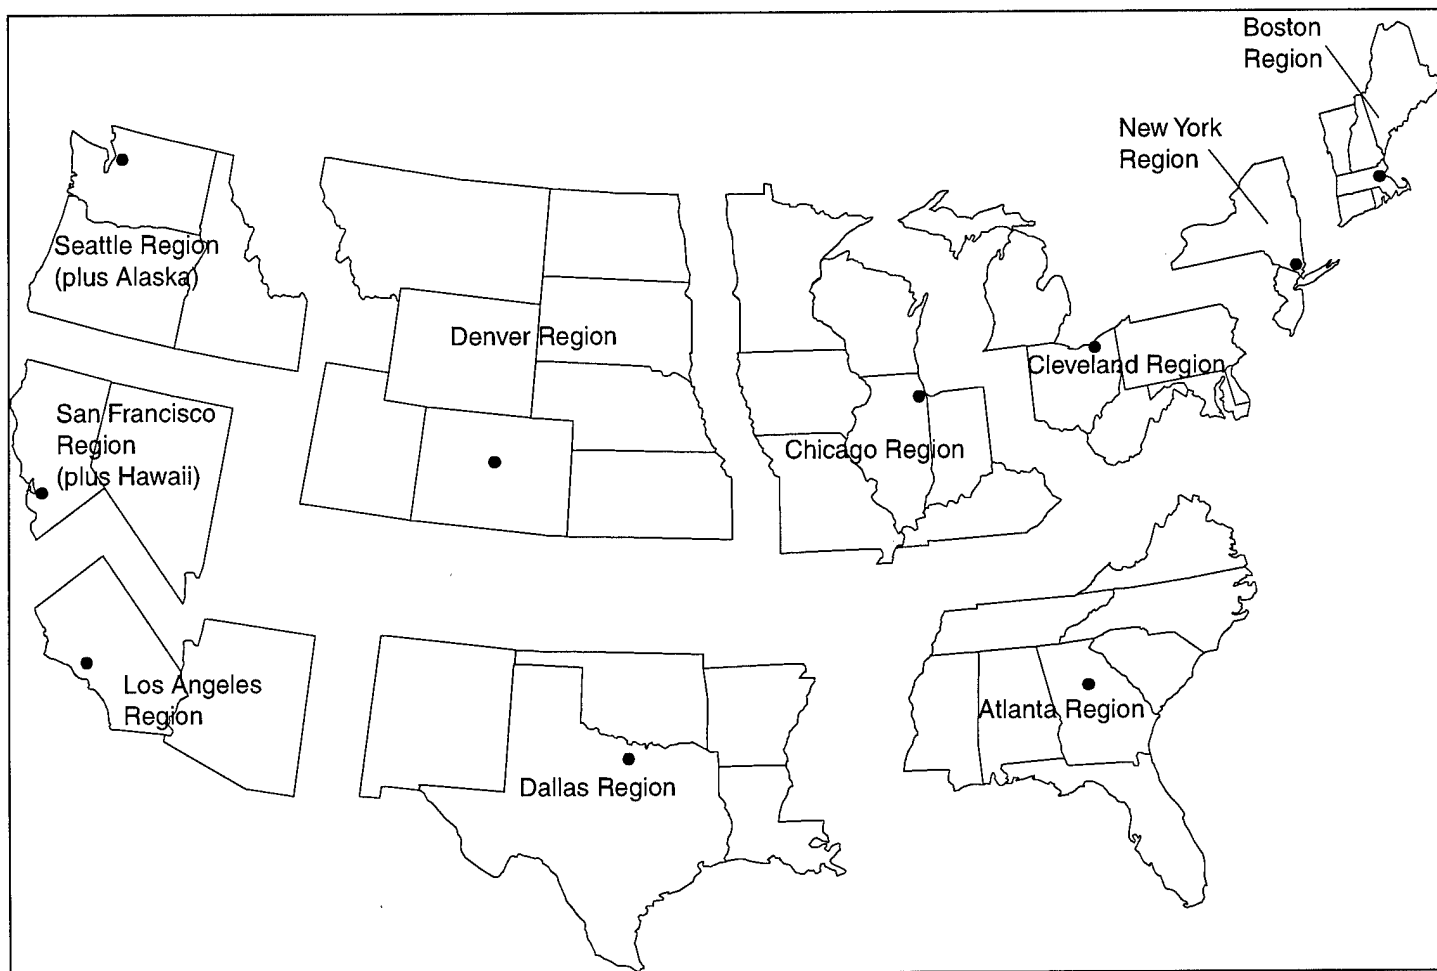 Boston
Region
New York
Region
Seattle Region
(plus Alaska)
Denver Region
Cleveland Region
San Francisco
Region
(plus Hawaii)
Chicago Region
Los Angeles
Region
Atlanta Region
Dallas Region